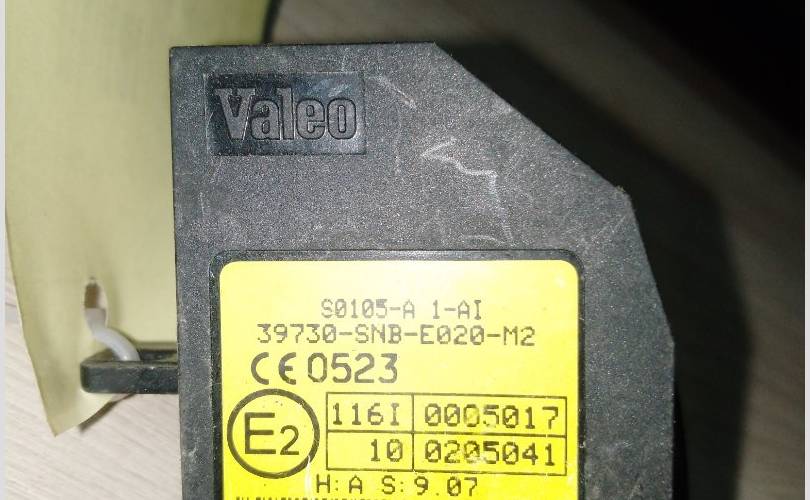 Valeo
S0105-A 1-AI
39730-SNB-E020-M2
CE 0523
E2
116I 0005017
10 0205041
H: A S: 9.07